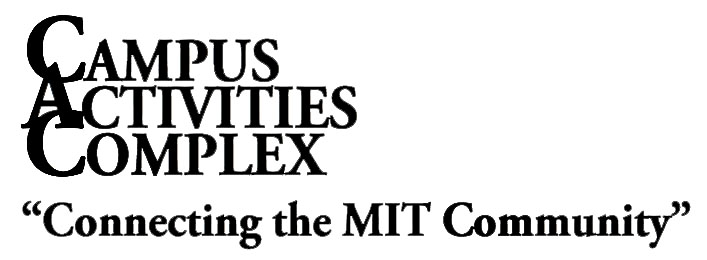 CAMPUS
ACTIVITIES
COMPLEX
“Connecting the MIT Community”